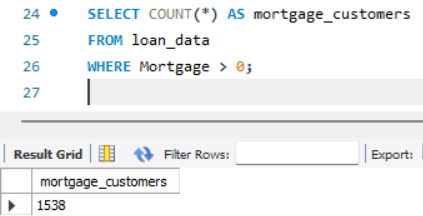 24 SELECT COUNT(*) AS mortgage_customers
25 FROM loan_data
26 WHERE Mortgage > 0;
27
Result Grid Filter Rows: Export:
mortgage_customers
1538